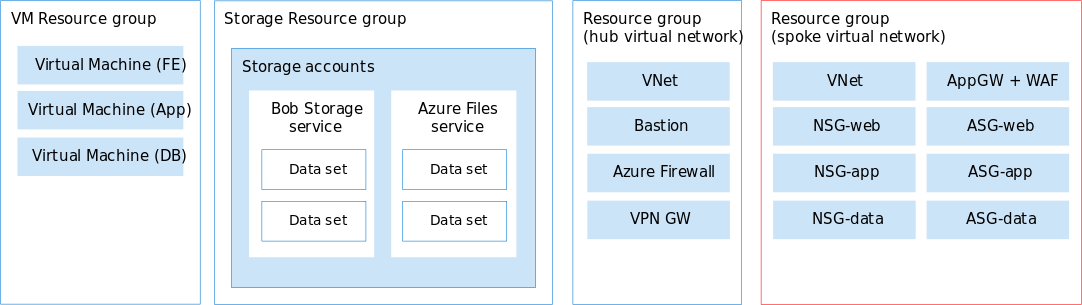 VM Resource group
Virtual Machine (FE)
Virtual Machine (App)
Virtual Machine (DB)
Storage Resource group
Storage accounts
Bob Storage
service
Data set
Data set
Azure Files
service
Data set
Data set
Resource group
(hub virtual network)
VNet
Bastion
Azure Firewall
VPN GW
Resource group
(spoke virtual network)
VNet
NSG-web
NSG-app
NSG-data
AppGW + WAF
ASG-web
ASG-app
ASG-data